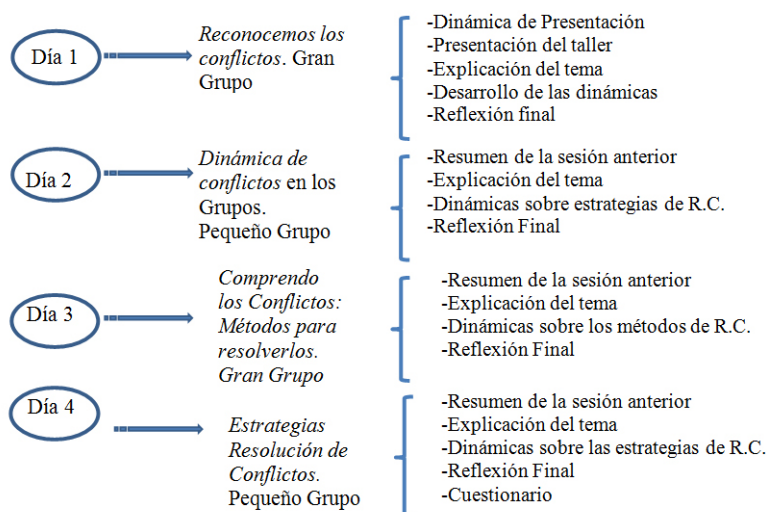 Día 1
Reconocemos los
conflictos. Gran
Grupo
-Dinámica de Presentación
-Presentación del taller
-Explicación del tema
-Desarrollo de las dinámicas
-Reflexión final
Día 2
Dinámica de
conflictos en los
Grupos.
Pequeño Grupo
-Resumen de la sesión anterior
-Explicación del tema
-Dinámicas sobre estrategias de R.C.
-Reflexión Final
Día 3
Comprendo
los Conflictos:
Métodos para
resolverlos.
Gran Grupo
-Resumen de la sesión anterior
-Explicación del tema
-Dinámicas sobre los métodos de R.C.
-Reflexión Final
Día 4
Estrategias
Resolución de
Conflictos.
Pequeño Grupo
-Resumen de la sesión anterior
-Explicación del tema
-Dinámicas sobre las estrategias de R.C.
-Reflexión Final
-Cuestionario